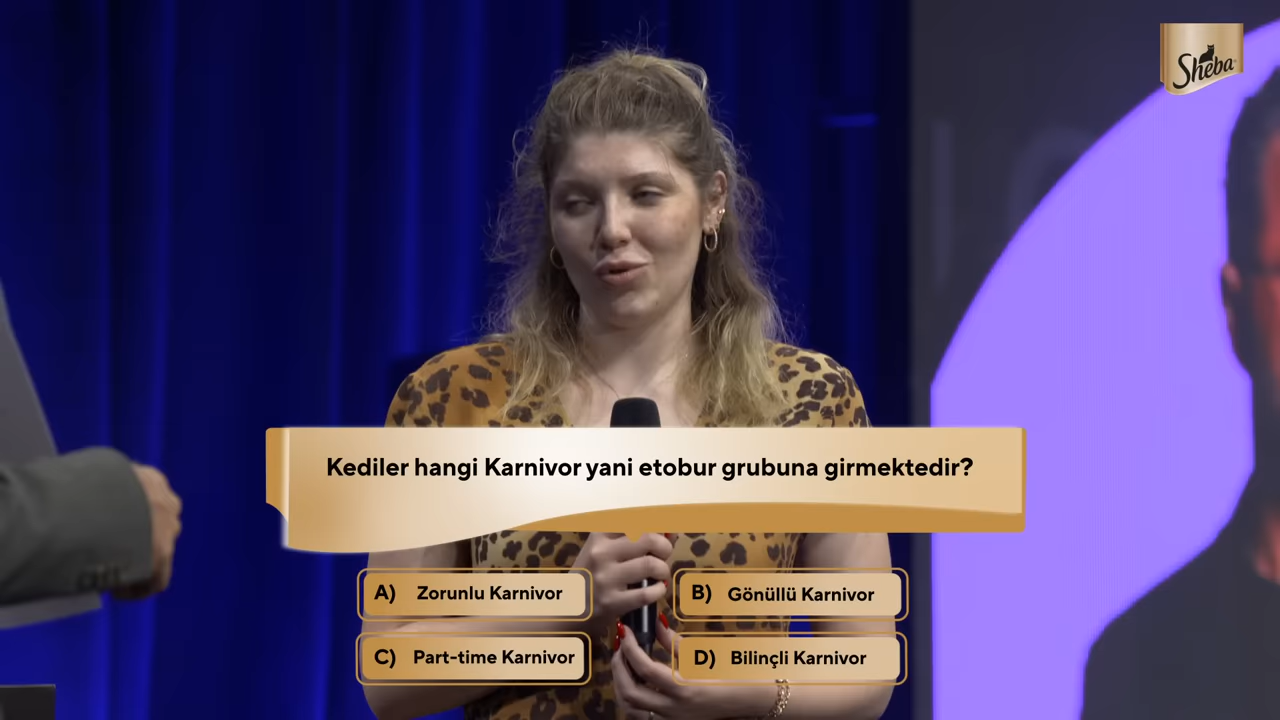 Sheba
Kediler hangi Karnivor yani etobur grubuna girmektedir?
A) Zorunlu Karnivor
B) Gönüllü Karnivor
C) Part-time Karnivor
D) Bilinçli Karnivor